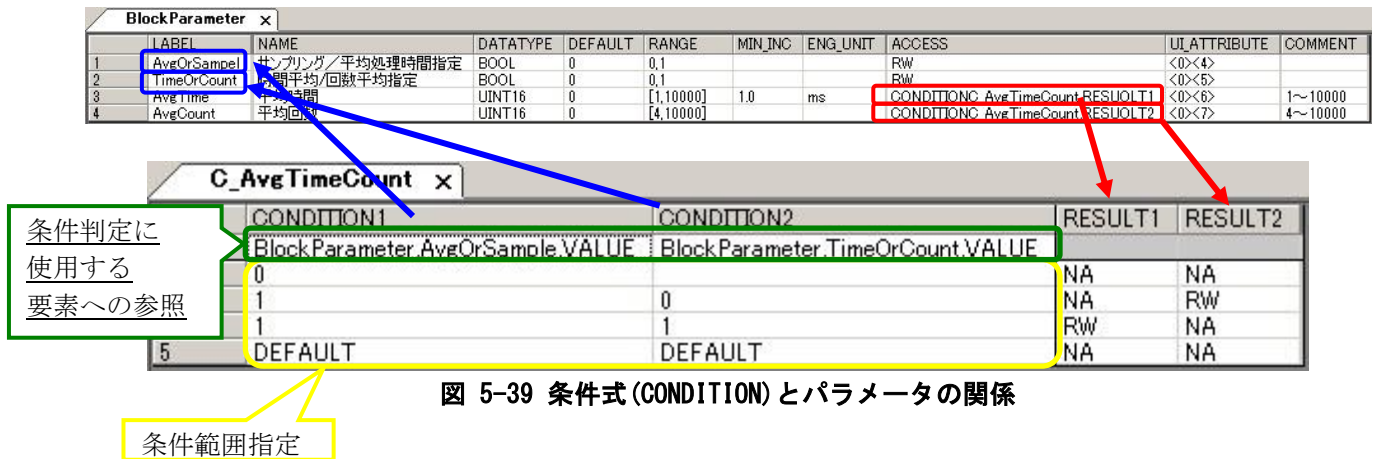 BlockParameter ×
LABEL NAME DATATYPE DEFAULT RANGE MIN_INC ENG_UNIT ACCESS UI_ATTRIBUTE COMMENT
1 AvgOrSampel サンプリング／平均処理時間指定 BOOL 0 0,1 RW <0><4>
2 TimeOrCount 時間平均/回数平均指定 BOOL 0 0,1 RW <0><5>
3 AvgTime 平均時間 UINT16 0 [1,10000] 1.0 ms CONDITIONC_AvgTimeCount.RESUOLT1 <0><6> 1～10000
4 AvgCount 平均回数 UINT16 0 [4,10000] CONDITIONC_AvgTimeCount.RESUOLT2 <0><7> 4～10000
C_AvgTimeCount ×
CONDITION1 CONDITION2 RESULT1 RESULT2
BlockParameter.AvgOrSample.VALUE BlockParameter.TimeOrCount.VALUE
0 NA NA
1 0 NA RW
1 1 RW NA
5 DEFAULT DEFAULT NA NA
条件判定に
使用する
要素への参照
図 5-39 条件式(CONDITION)とパラメータの関係
条件範囲指定